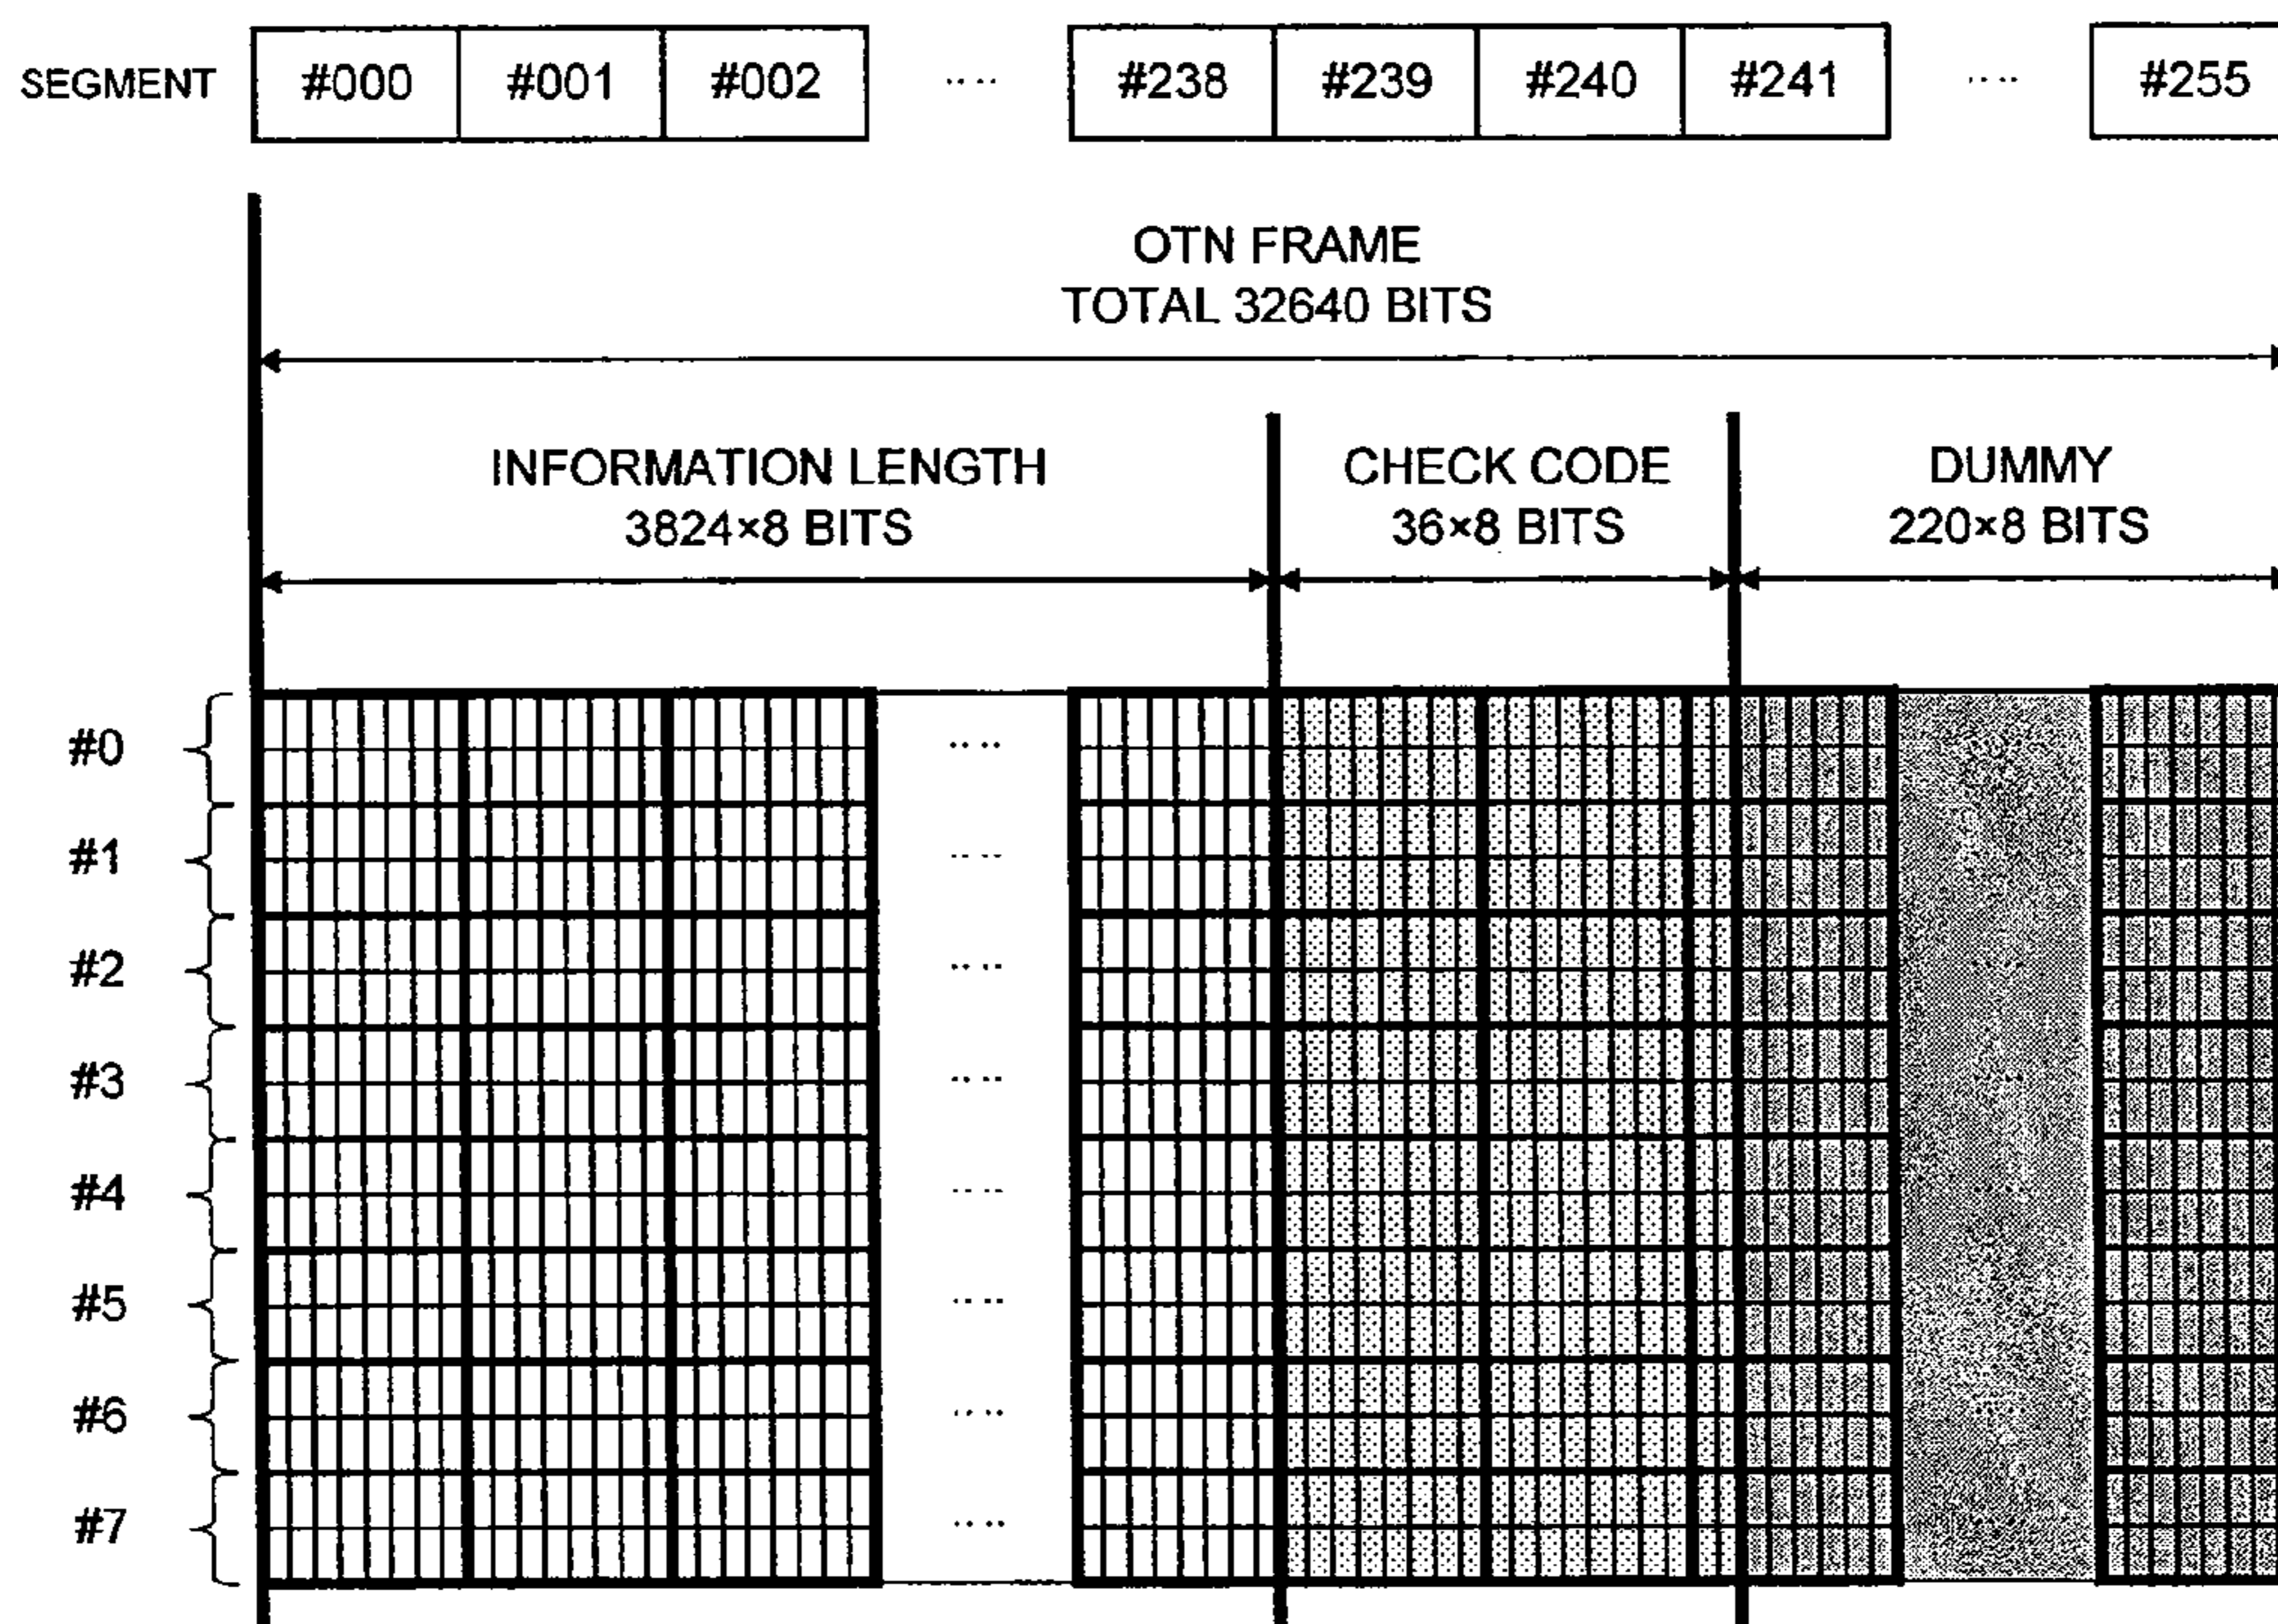 SEGMENT #000 #001 #002 ···· #238 #239 #240 #241 ···· #255
OTN FRAME
TOTAL 32640 BITS
INFORMATION LENGTH
3824×8 BITS
CHECK CODE
36×8 BITS
DUMMY
220×8 BITS
#0 ····
#1 ····
#2 ····
#3 ····
#4 ····
#5 ····
#6 ····
#7 ····